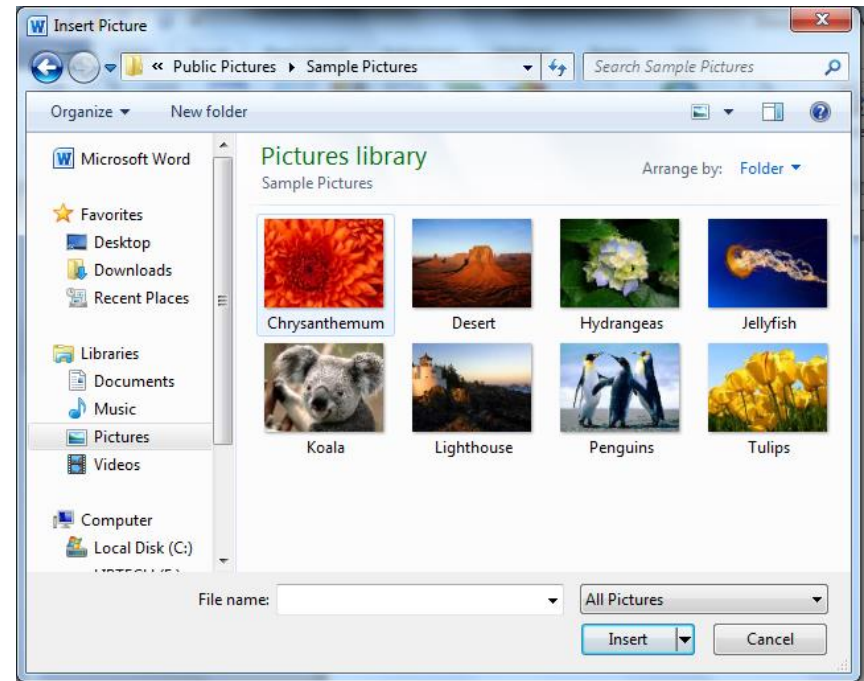 Insert Picture
« Public Pictures ▸ Sample Pictures
Search Sample Pictures
Organize
New folder
Microsoft Word
Favorites
Desktop
Downloads
Recent Places
Libraries
Documents
Music
Pictures
Videos
Computer
Local Disk (C:)
Pictures library
Sample Pictures
Arrange by: Folder
Chrysanthemum Desert Hydrangeas Jellyfish
Koala Lighthouse Penguins Tulips
File name:
All Pictures
Insert
Cancel